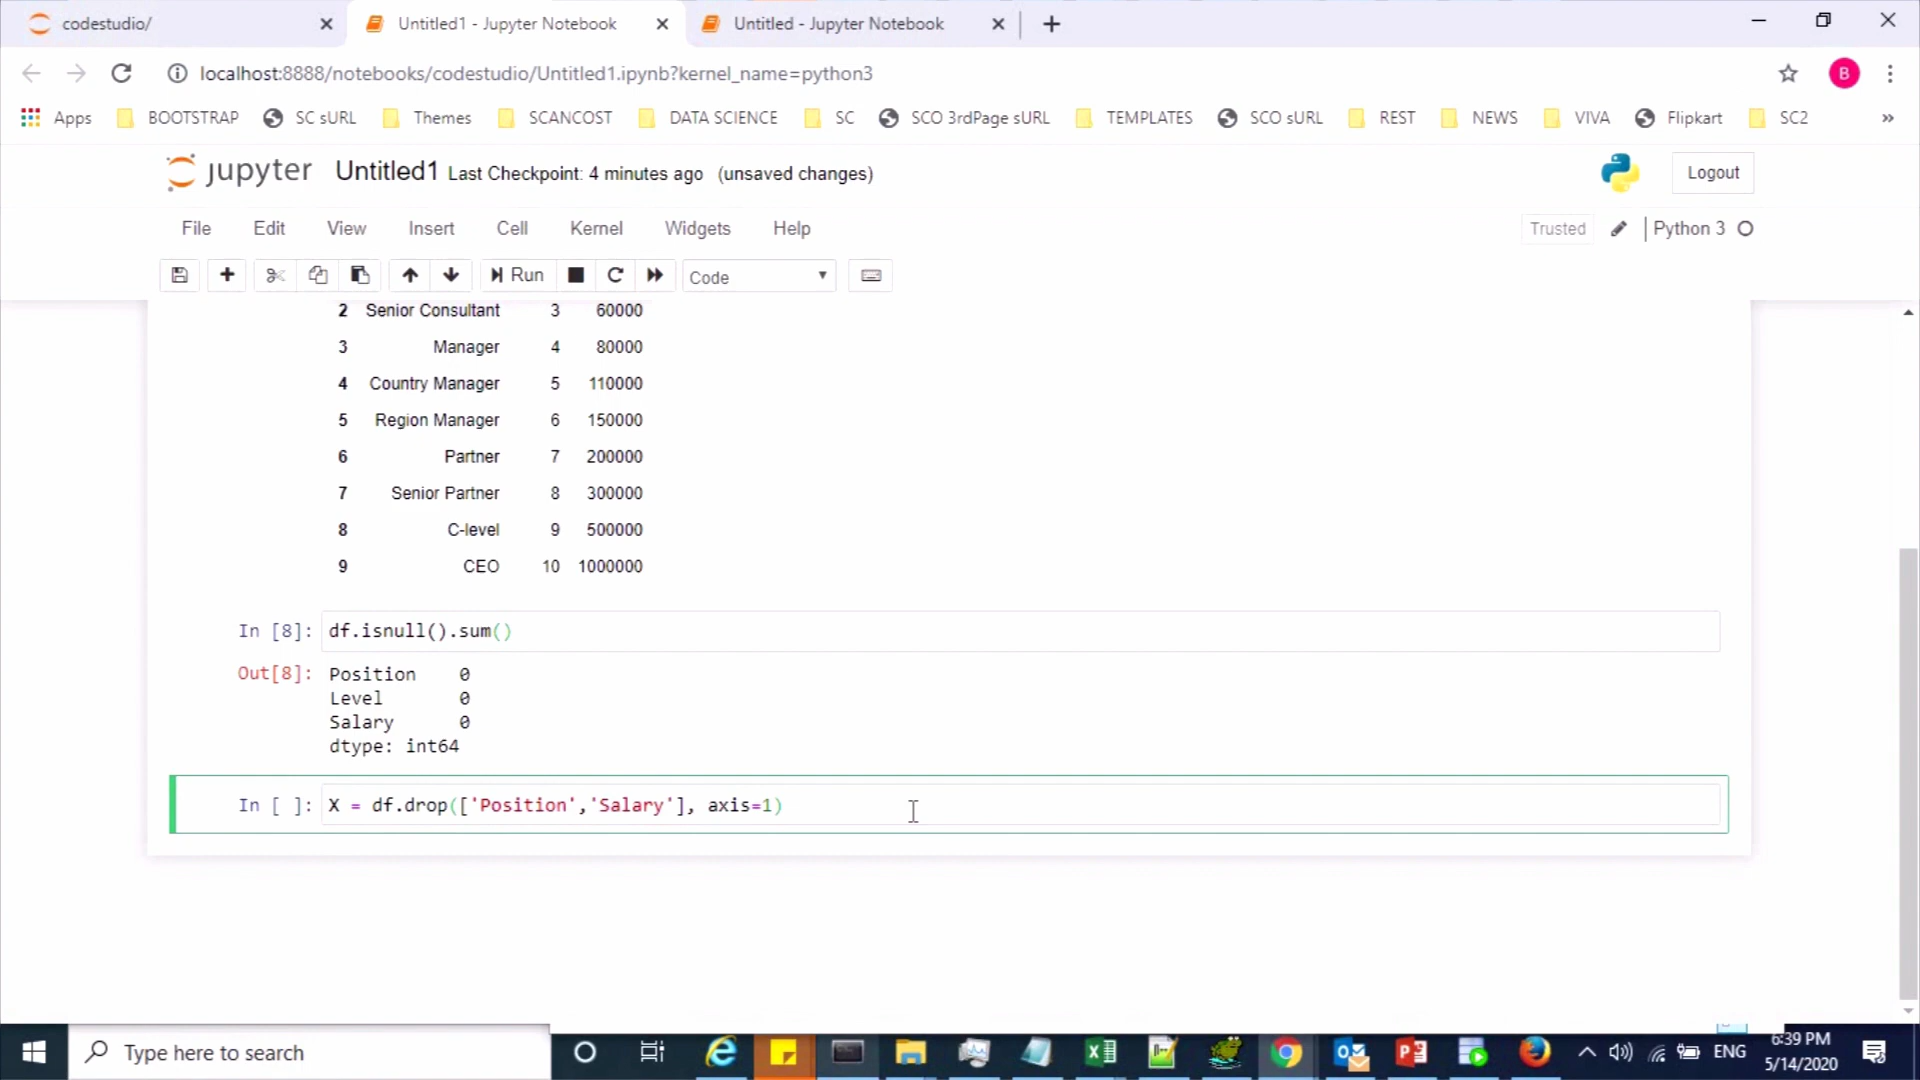 codestudio/
Untitled1 - Jupyter Notebook
Untitled - Jupyter Notebook
localhost:8888/notebooks/codestudio/Untitled1.ipynb?kernel_name=python3
B
Apps BOOTSTRAP SC sURL Themes SCANCOST DATA SCIENCE SC SCO 3rdPage sURL TEMPLATES SCO sURL REST NEWS VIVA Flipkart SC2 »
jupyter Untitled1 Last Checkpoint: 4 minutes ago (unsaved changes) Logout
File Edit View Insert Cell Kernel Widgets Help Trusted Python 3
Run Code
2 Senior Consultant 3 60000
3 Manager 4 80000
4 Country Manager 5 110000
5 Region Manager 6 150000
6 Partner 7 200000
7 Senior Partner 8 300000
8 C-level 9 500000
9 CEO 10 1000000
In [8]: df.isnull().sum()
Out[8]: Position 0
Level 0
Salary 0
dtype: int64
In [ ]: X = df.drop(['Position','Salary'], axis=1)
Type here to search
ENG
6:39 PM
5/14/2020